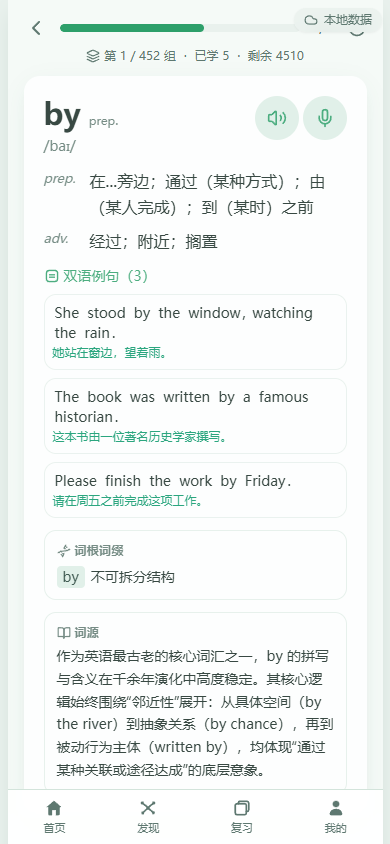 本地数据
第 1 / 452 组 · 已学 5 · 剩余 4510
by prep.
/baɪ/
prep. 在...旁边；通过（某种方式）；由
（某人完成）；到（某时）之前
adv. 经过；附近；搁置
双语例句（3）
She stood by the window, watching
the rain.
她站在窗边，望着雨。
The book was written by a famous
historian.
这本书由一位著名历史学家撰写。
Please finish the work by Friday.
请在周五之前完成这项工作。
词根词缀
by 不可拆分结构
词源
作为英语最古老的核心词汇之一，by 的拼写
与含义在千余年演化中高度稳定。其核心逻
辑始终围绕“邻近性”展开：从具体空间（by
the river）到抽象关系（by chance），再到
被动行为主体（written by），均体现“通过
某种关联或途径达成”的底层意象。
首页 发现 复习 我的